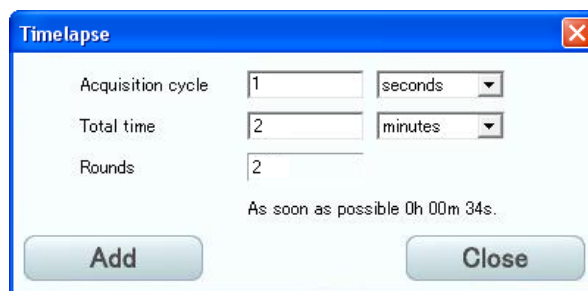 Timelapse
Acquisition cycle 1 seconds
Total time 2 minutes
Rounds 2
As soon as possible 0h 00m 34s.
Add Close